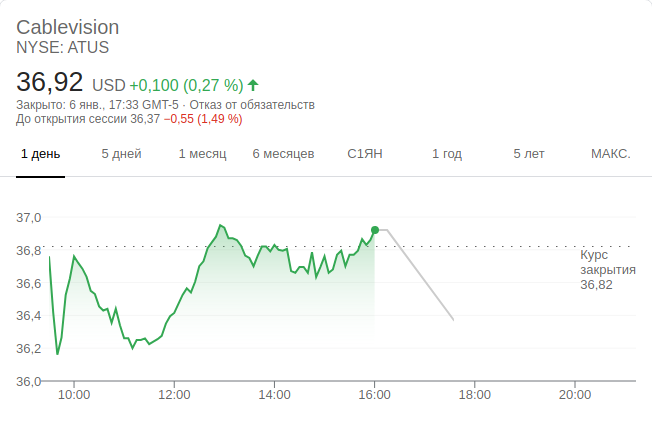 Cablevision
NYSE: ATUS
36,92 USD +0,100 (0,27 %)
Закрыто: 6 янв., 17:33 GMT-5 · Отказ от обязательств
До открытия сессии 36,37 −0,55 (1,49 %)
1 день 5 дней 1 месяц 6 месяцев С1ЯН 1 год 5 лет МАКС.
37,0
36,8
36,6
36,4
36,2
36,0
Курс
закрытия
36,82
10:00 12:00 14:00 16:00 18:00 20:00